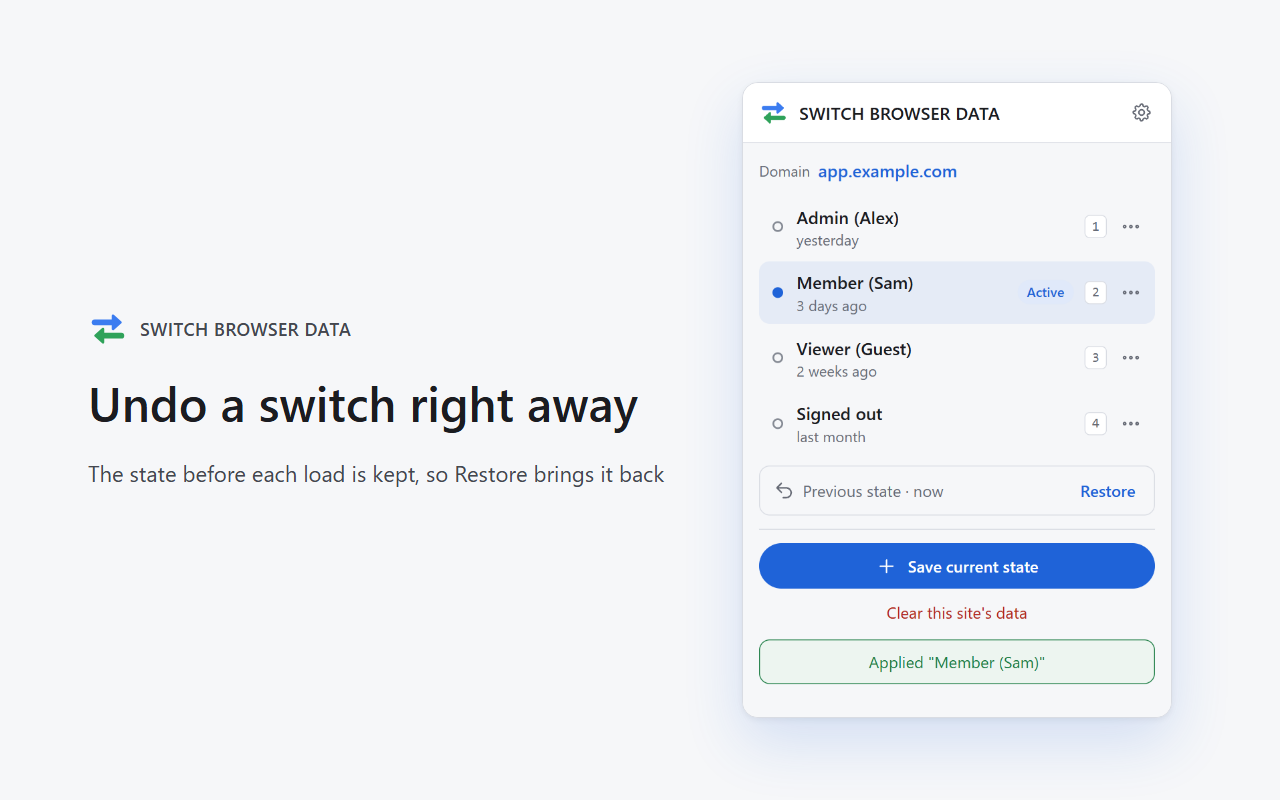 SWITCH BROWSER DATA
Undo a switch right away
The state before each load is kept, so Restore brings it back
SWITCH BROWSER DATA
Domain app.example.com
Admin (Alex)
yesterday
1
Member (Sam)
3 days ago
Active
2
Viewer (Guest)
2 weeks ago
3
Signed out
last month
4
Previous state · now
Restore
Save current state
Clear this site's data
Applied "Member (Sam)"